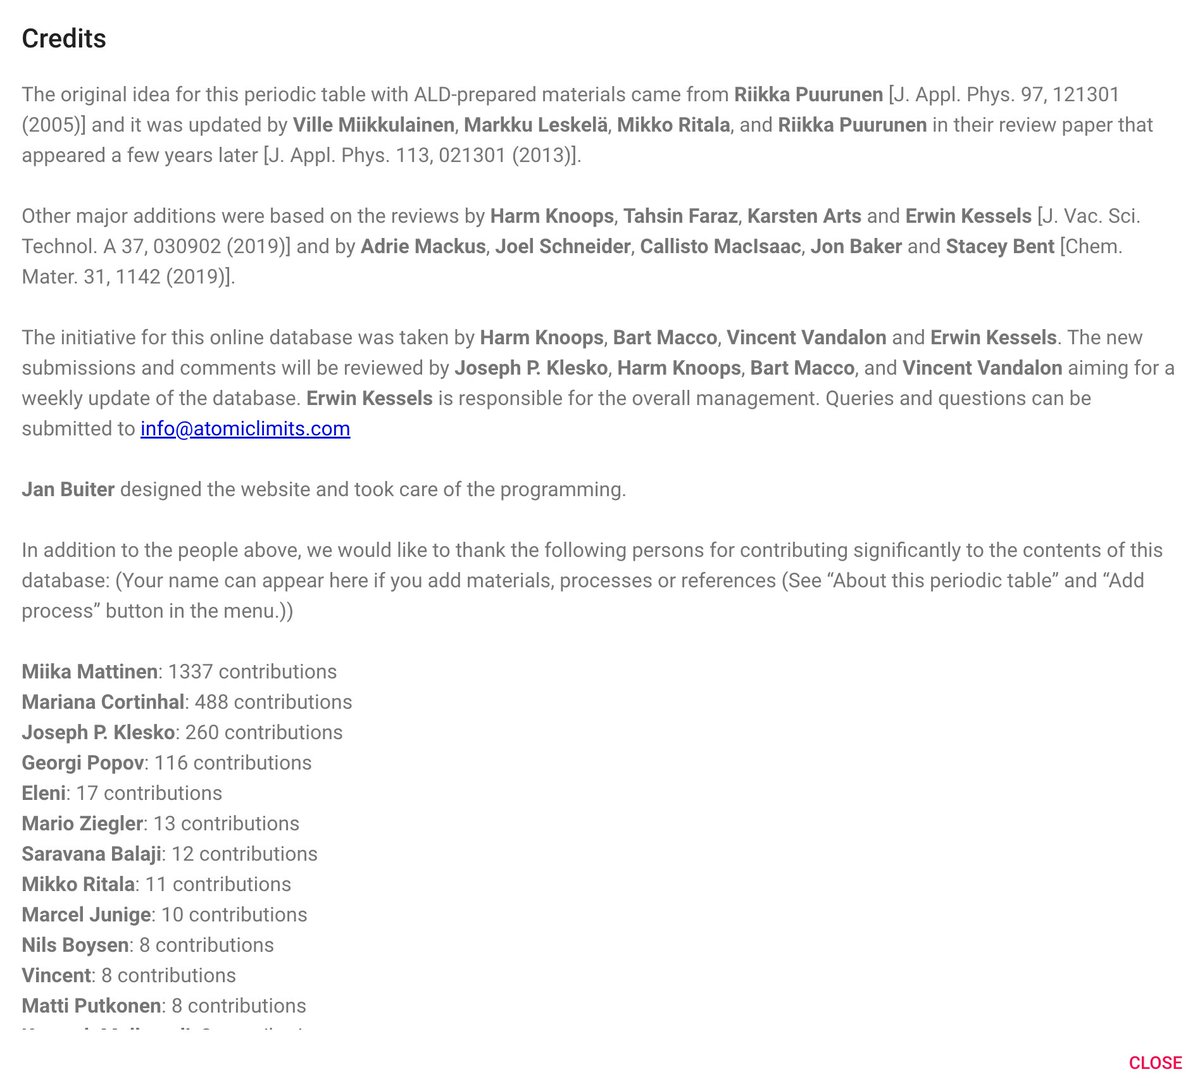 Credits
The original idea for this periodic table with ALD-prepared materials came from Riikka Puurunen [J. Appl. Phys. 97, 121301
(2005)] and it was updated by Ville Miikkulainen, Markku Leskelä, Mikko Ritala, and Riikka Puurunen in their review paper that
appeared a few years later [J. Appl. Phys. 113, 021301 (2013)].
Other major additions were based on the reviews by Harm Knoops, Tahsin Faraz, Karsten Arts and Erwin Kessels [J. Vac. Sci.
Technol. A 37, 030902 (2019)] and by Adrie Mackus, Joel Schneider, Callisto MacIsaac, Jon Baker and Stacey Bent [Chem.
Mater. 31, 1142 (2019)].
The initiative for this online database was taken by Harm Knoops, Bart Macco, Vincent Vandalon and Erwin Kessels. The new
submissions and comments will be reviewed by Joseph P. Klesko, Harm Knoops, Bart Macco, and Vincent Vandalon aiming for a
weekly update of the database. Erwin Kessels is responsible for the overall management. Queries and questions can be
submitted to info@atomiclimits.com
Jan Buiter designed the website and took care of the programming.
In addition to the people above, we would like to thank the following persons for contributing significantly to the contents of this
database: (Your name can appear here if you add materials, processes or references (See “About this periodic table” and “Add
process” button in the menu.))
Miika Mattinen: 1337 contributions
Mariana Cortinhal: 488 contributions
Joseph P. Klesko: 260 contributions
Georgi Popov: 116 contributions
Eleni: 17 contributions
Mario Ziegler: 13 contributions
Saravana Balaji: 12 contributions
Mikko Ritala: 11 contributions
Marcel Junige: 10 contributions
Nils Boysen: 8 contributions
Vincent: 8 contributions
Matti Putkonen: 8 contributions
CLOSE